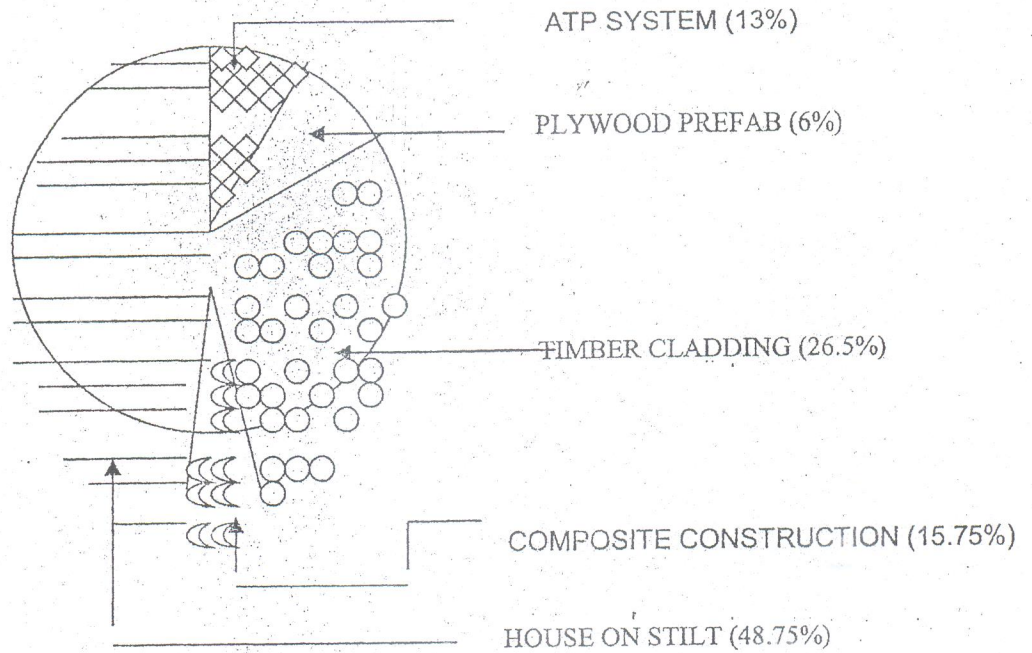 ATP SYSTEM (13%)
PLYWOOD PREFAB (6%)
TIMBER CLADDING (26.5%)
COMPOSITE CONSTRUCTION (15.75%)
HOUSE ON STILT (48.75%)